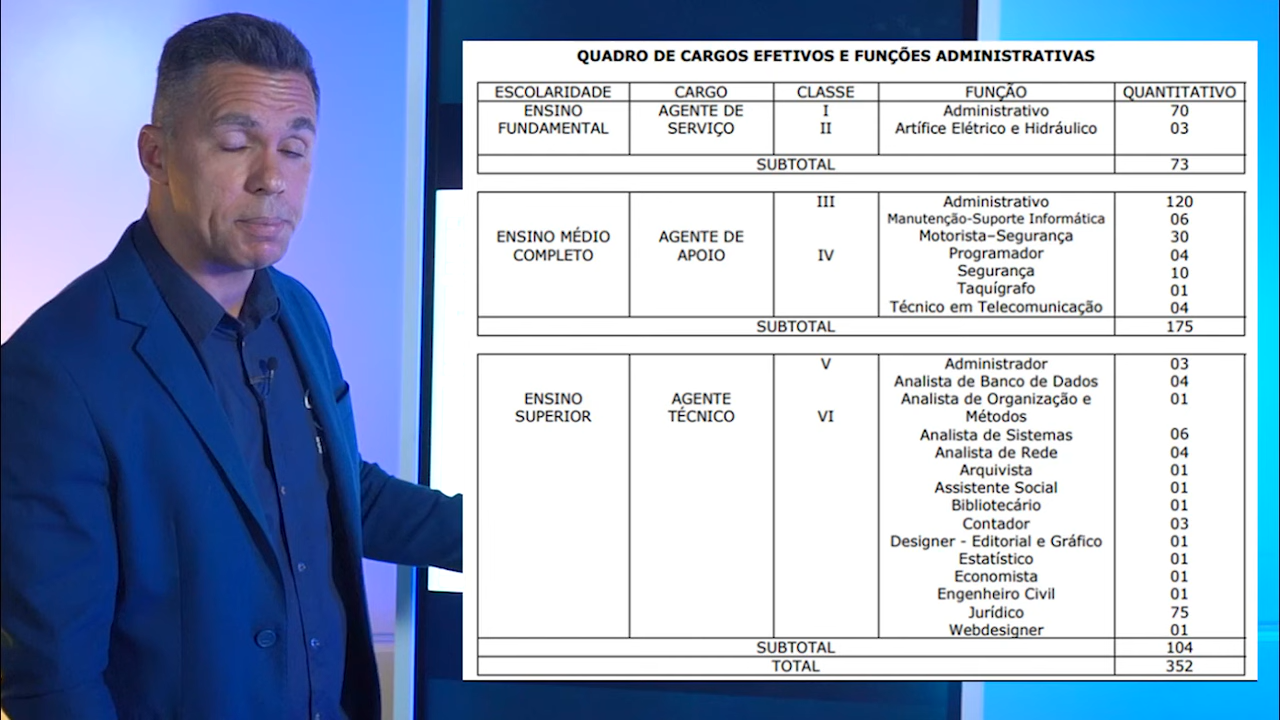 QUADRO DE CARGOS EFETIVOS E FUNÇÕES ADMINISTRATIVAS
ESCOLARIDADE CARGO CLASSE FUNÇÃO QUANTITATIVO
ENSINO AGENTE DE I Administrativo 70
FUNDAMENTAL SERVIÇO II Artífice Elétrico e Hidráulico 03
SUBTOTAL 73
III Administrativo 120
Manutenção-Suporte Informática 06
ENSINO MÉDIO AGENTE DE Motorista–Segurança 30
COMPLETO APOIO IV Programador 04
Segurança 10
Taquígrafo 01
Técnico em Telecomunicação 04
SUBTOTAL 175
V Administrador 03
Analista de Banco de Dados 04
ENSINO AGENTE Analista de Organização e 01
SUPERIOR TÉCNICO VI Métodos
Analista de Sistemas 06
Analista de Rede 04
Arquivista 01
Assistente Social 01
Bibliotecário 01
Contador 03
Designer - Editorial e Gráfico 01
Estatístico 01
Economista 01
Engenheiro Civil 01
Jurídico 75
Webdesigner 01
SUBTOTAL 104
TOTAL 352